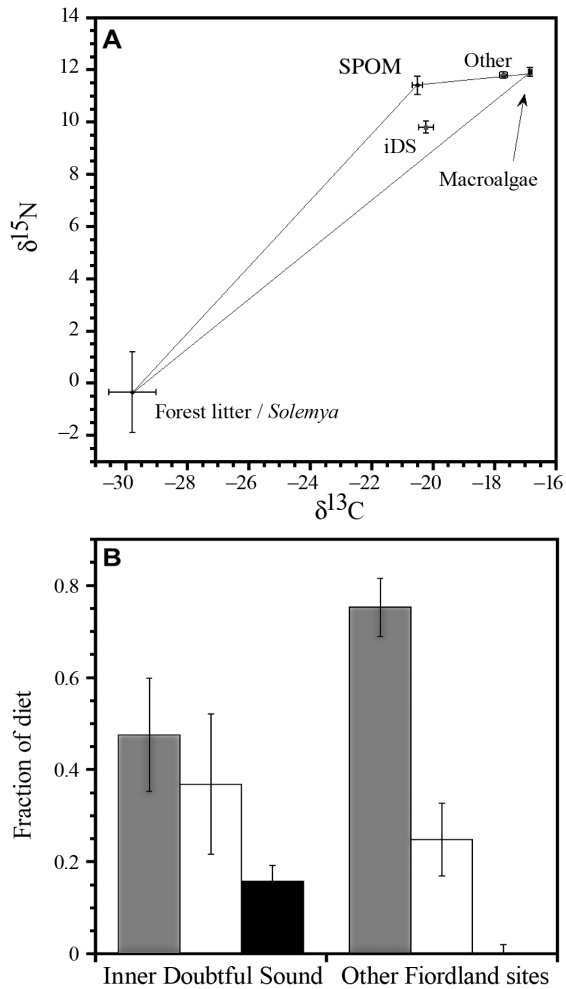 A
14
12
10
8
6
4
2
0
–2
δ15N
SPOM
Other
iDS
Macroalgae
Forest litter / Solemya
–30 –28 –26 –24 –22 –20 –18 –16
δ13C
B
0.8
0.6
0.4
0.2
0
Fraction of diet
Inner Doubtful Sound Other Fiordland sites